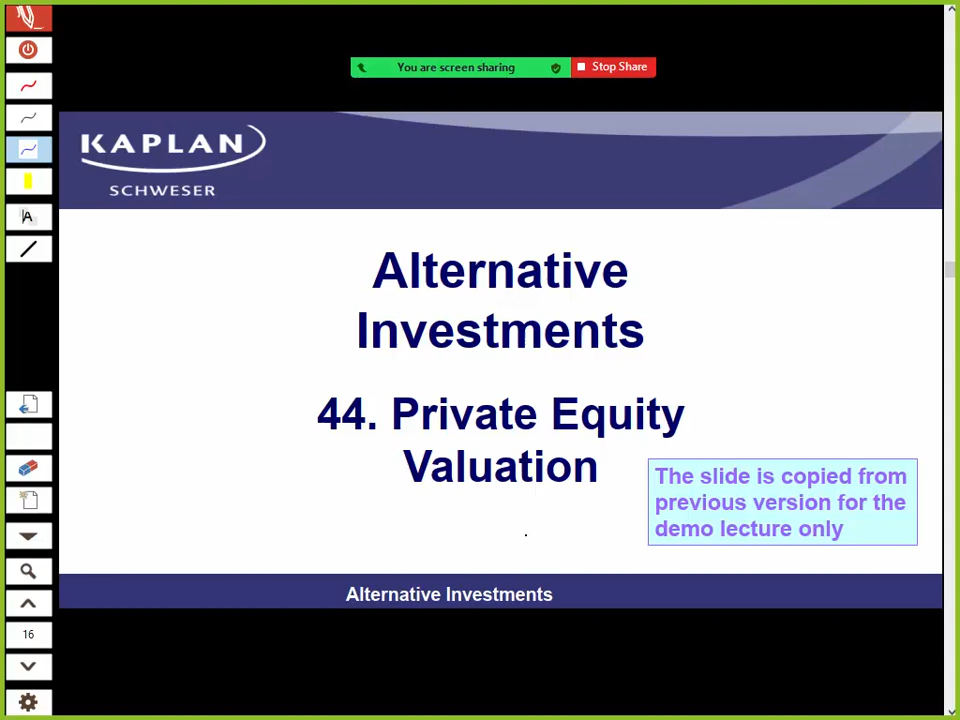 You are screen sharing
Stop Share
KAPLAN
SCHWESER
A
Alternative
Investments
44. Private Equity
Valuation
The slide is copied from
previous version for the
demo lecture only
Alternative Investments
16